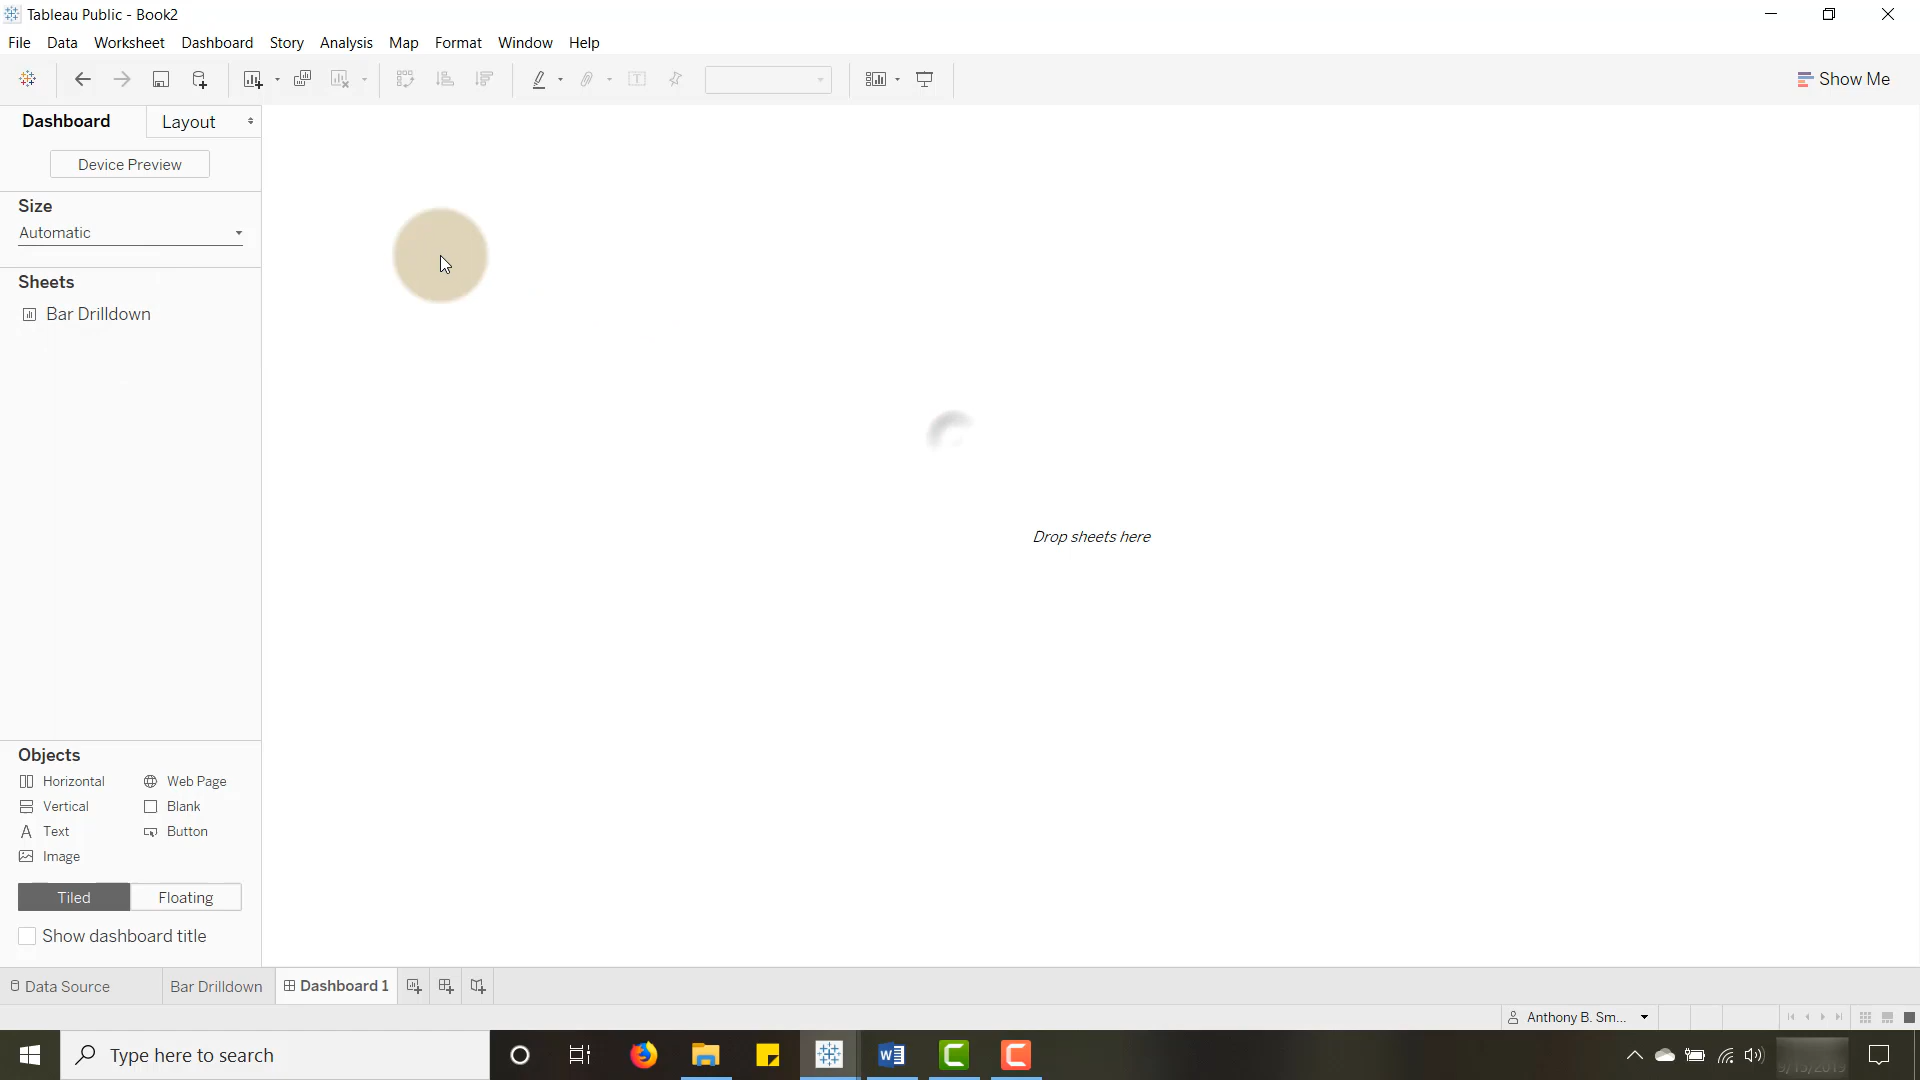 Tableau Public - Book2
File Data Worksheet Dashboard Story Analysis Map Format Window Help
Show Me
Dashboard Layout
Device Preview
Size
Automatic
Sheets
Bar Drilldown
Drop sheets here
Objects
Horizontal Web Page
Vertical Blank
A Text Button
Image
Tiled Floating
Show dashboard title
Data Source Bar Drilldown Dashboard 1
Anthony B. Sm...
Type here to search